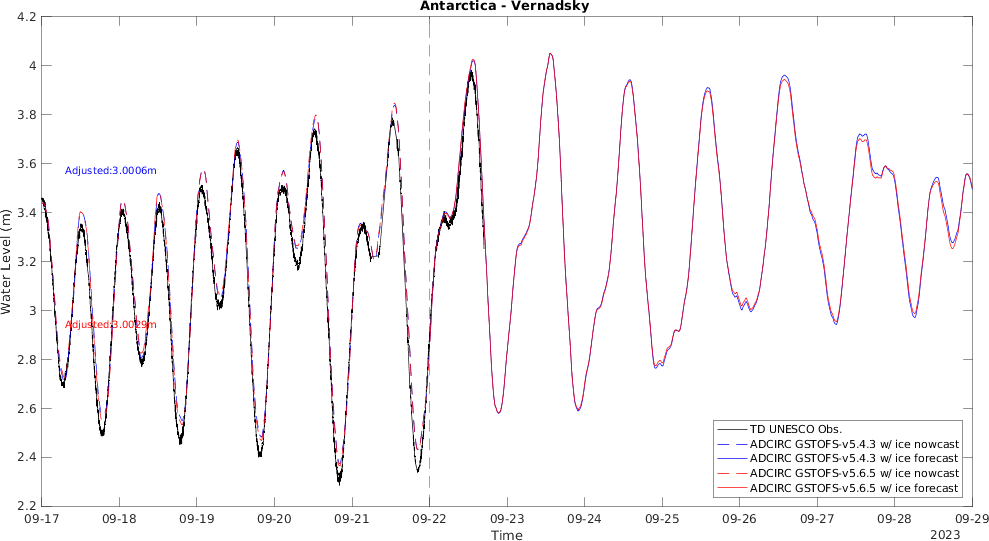 Antarctica - Vernadsky
Water Level (m)
4.2
4
3.8
3.6
3.4
3.2
3
2.8
2.6
2.4
2.2
Adjusted:3.0006m
Adjusted:3.0029m
TD UNESCO Obs.
ADCIRC GSTOFS-v5.4.3 w/ ice nowcast
ADCIRC GSTOFS-v5.4.3 w/ ice forecast
ADCIRC GSTOFS-v5.6.5 w/ ice nowcast
ADCIRC GSTOFS-v5.6.5 w/ ice forecast
09-17 09-18 09-19 09-20 09-21 09-22 09-23 09-24 09-25 09-26 09-27 09-28 09-29
Time
2023